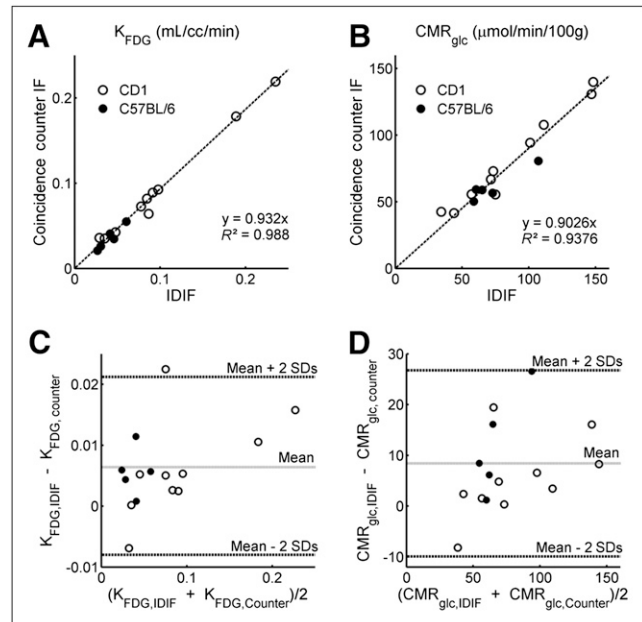 A
K_FDG (mL/cc/min)
Coincidence counter IF
0.2
0.1
0
CD1
C57BL/6
y = 0.932x
R² = 0.988
0
0.1
0.2
IDIF
B
CMR_glc (μmol/min/100g)
Coincidence counter IF
150
100
50
0
CD1
C57BL/6
y = 0.9026x
R² = 0.9376
0
50
100
150
IDIF
C
K_FDG,IDIF - K_FDG,counter
0.02
0.01
0
-0.01
Mean + 2 SDs
Mean
Mean - 2 SDs
0
0.1
0.2
(K_FDG,IDIF + K_FDG,Counter)/2
D
CMR_glc,IDIF - CMR_glc,counter
30
20
10
0
-10
Mean + 2 SDs
Mean
Mean - 2 SDs
0
50
100
150
(CMR_glc,IDIF + CMR_glc,Counter)/2